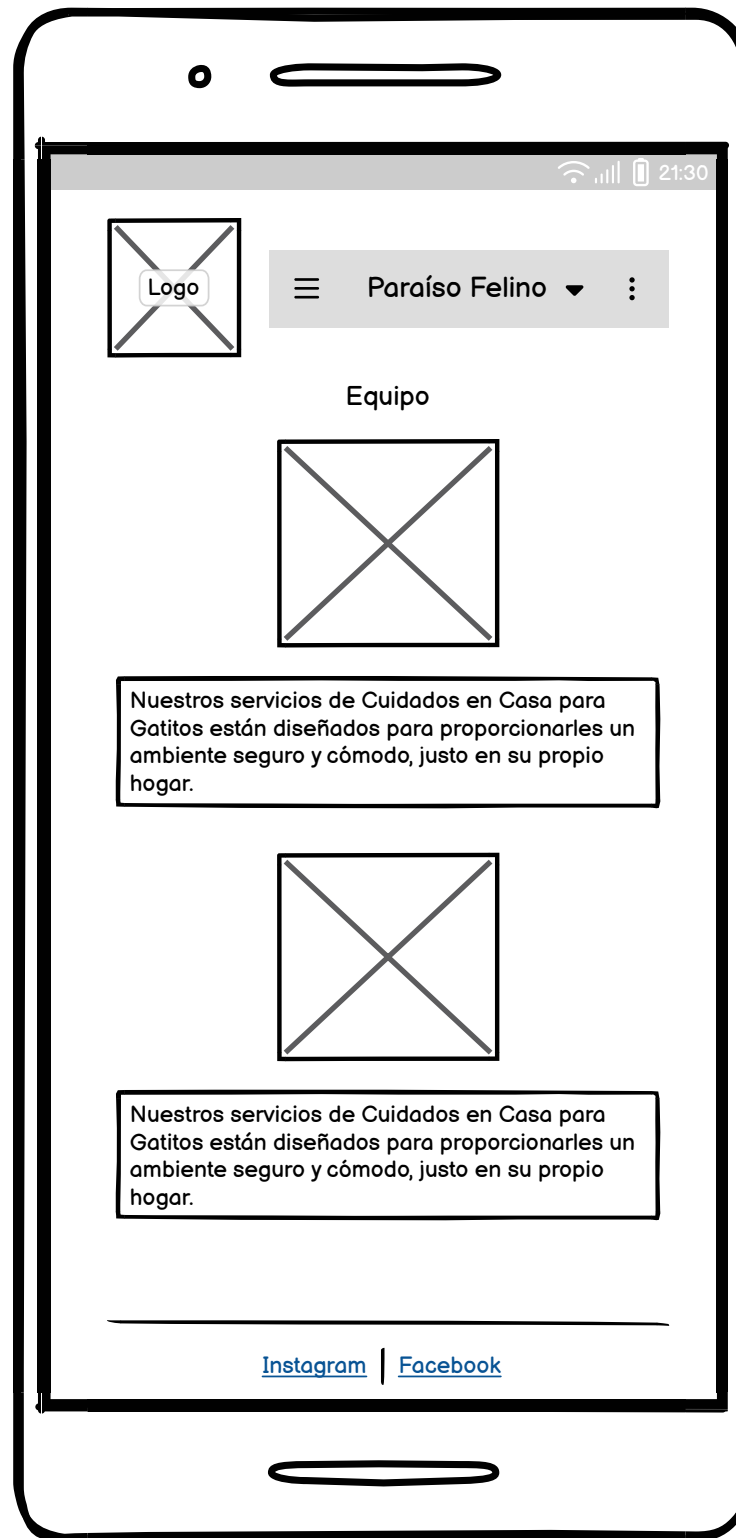 21:30
Logo
Paraíso Felino
Equipo
Nuestros servicios de Cuidados en Casa para
Gatitos están diseñados para proporcionarles un
ambiente seguro y cómodo, justo en su propio
hogar.
Nuestros servicios de Cuidados en Casa para
Gatitos están diseñados para proporcionarles un
ambiente seguro y cómodo, justo en su propio
hogar.
Instagram
Facebook